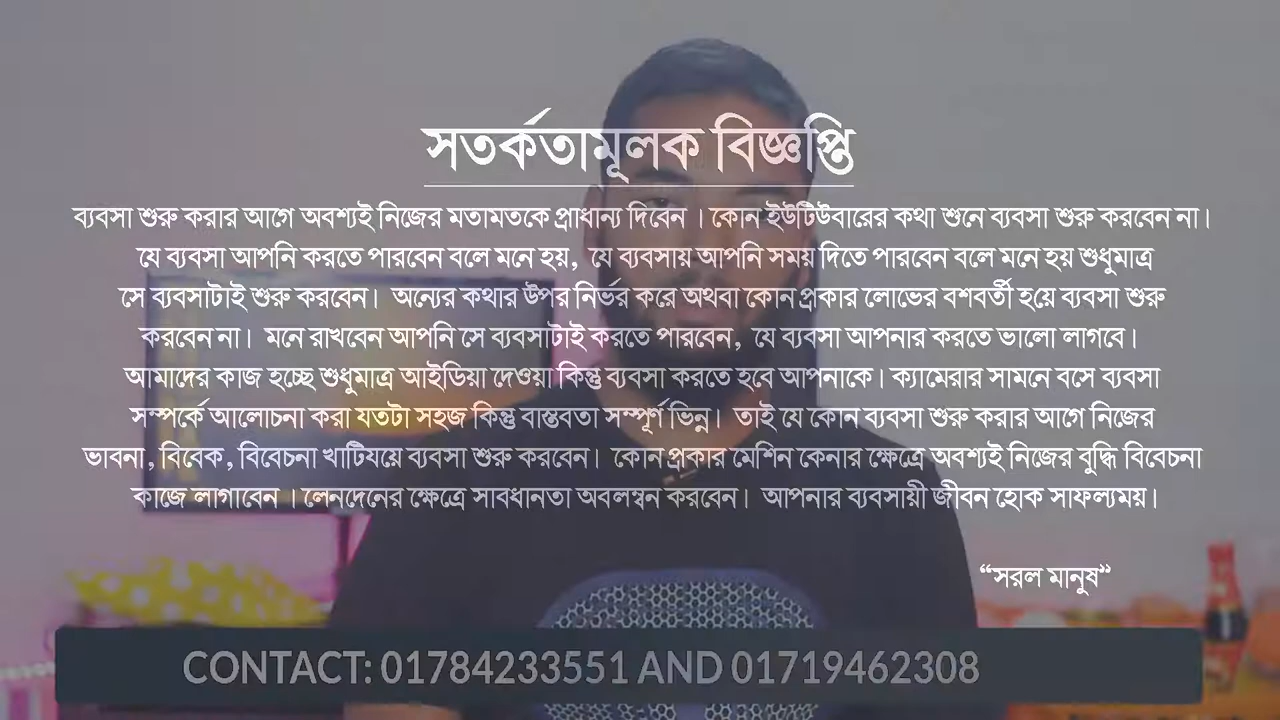 সতর্কতামূলক বিজ্ঞপ্তি
ব্যবসা শুরু করার আগে অবশ্যই নিজের মতামতকে প্রাধান্য দিবেন । কোন ইউটিউবারের কথা শুনে ব্যবসা শুরু করবেন না।
যে ব্যবসা আপনি করতে পারবেন বলে মনে হয়, যে ব্যবসায় আপনি সময় দিতে পারবেন বলে মনে হয় শুধুমাত্র
সে ব্যবসাটাই শুরু করবেন। অন্যের কথার উপর নির্ভর করে অথবা কোন প্রকার লোভের বশবর্তী হয়ে ব্যবসা শুরু
করবেন না। মনে রাখবেন আপনি সে ব্যবসাটাই করতে পারবেন, যে ব্যবসা আপনার করতে ভালো লাগবে।
আমাদের কাজ হচ্ছে শুধুমাত্র আইডিয়া দেওয়া কিন্তু ব্যবসা করতে হবে আপনাকে। ক্যামেরার সামনে বসে ব্যবসা
সম্পর্কে আলোচনা করা যতটা সহজ কিন্তু বাস্তবতা সম্পূর্ণ ভিন্ন। তাই যে কোন ব্যবসা শুরু করার আগে নিজের
ভাবনা, বিবেক, বিবেচনা খাটিযয়ে ব্যবসা শুরু করবেন। কোন প্রকার মেশিন কেনার ক্ষেত্রে অবশ্যই নিজের বুদ্ধি বিবেচনা
কাজে লাগাবেন । লেনদেনের ক্ষেত্রে সাবধানতা অবলম্বন করবেন। আপনার ব্যবসায়ী জীবন হোক সাফল্যময়।
“সরল মানুষ”
CONTACT: 01784233551 AND 01719462308